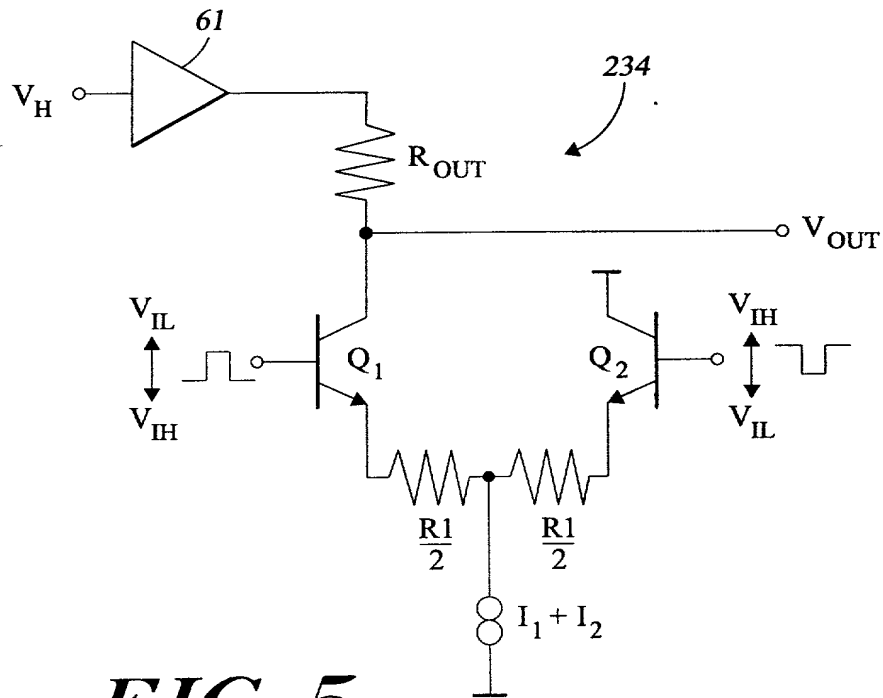 61
V_H
234
R_OUT
V_OUT
V_IL
V_IH
Q_1
Q_2
V_IH
V_IL
R1/2
R1/2
I_1 + I_2
FIG. 5